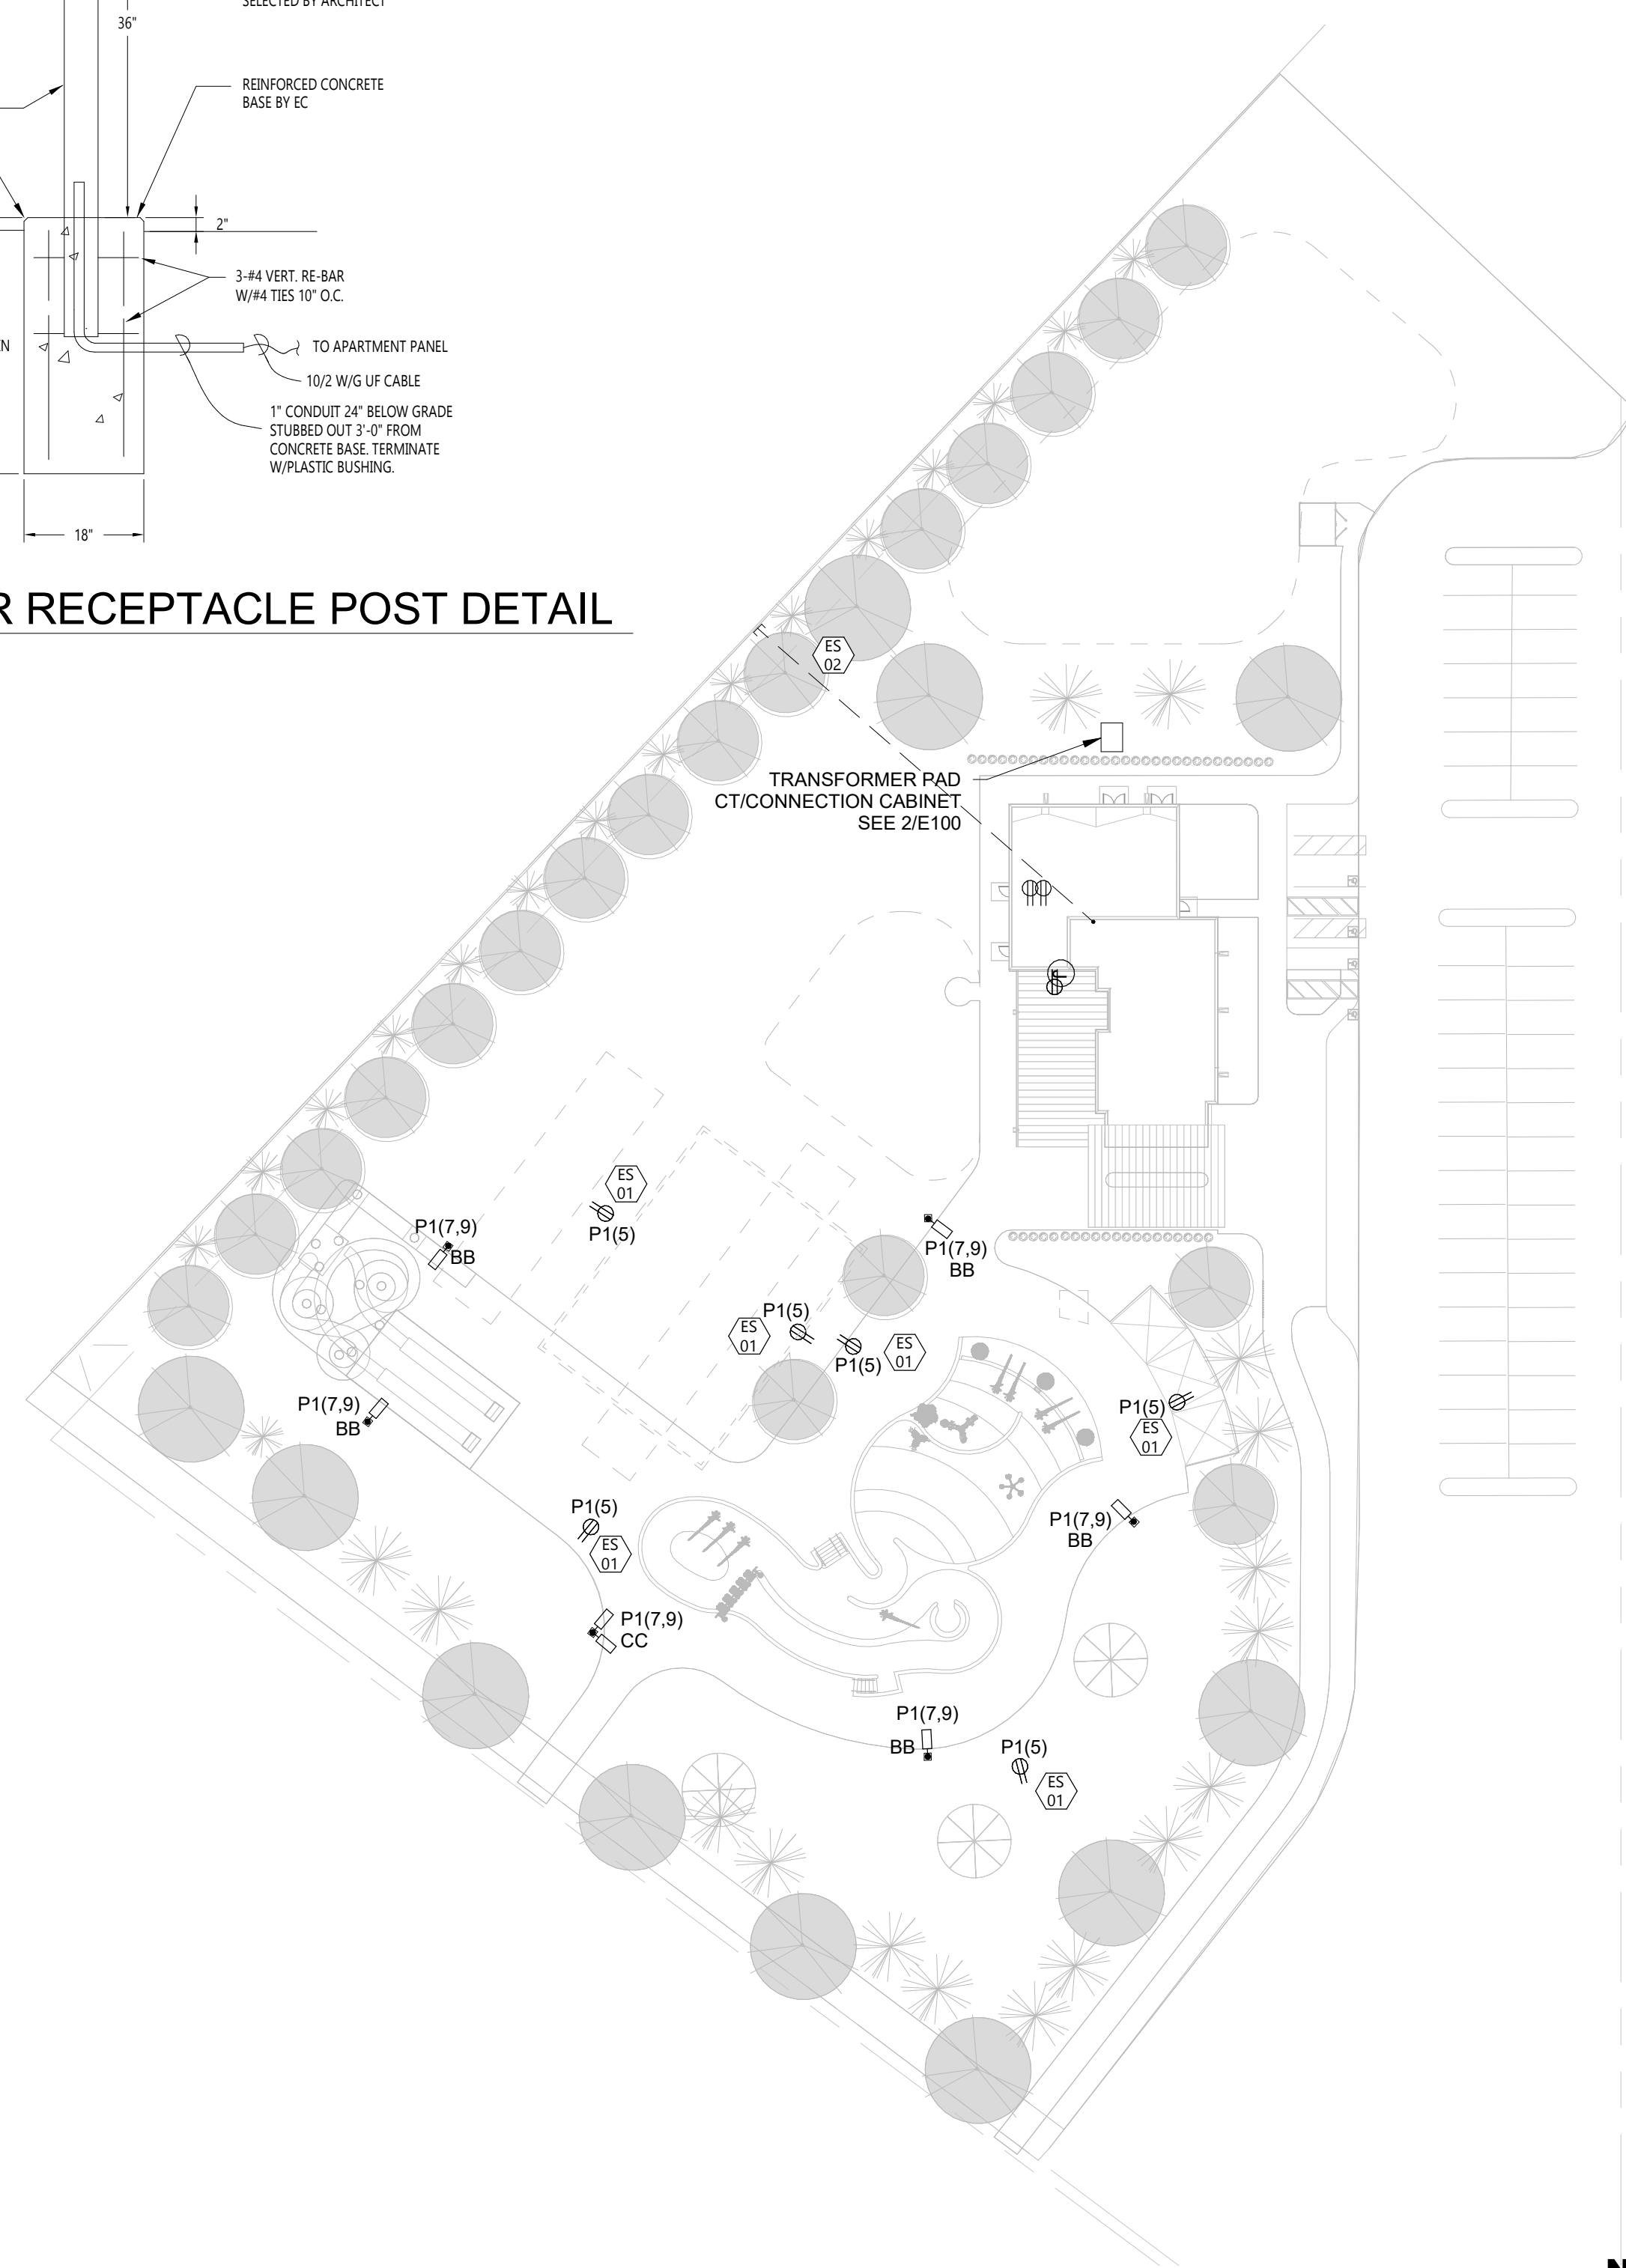 SELECTED BY ARCHITECT
36"
REINFORCED CONCRETE
BASE BY EC
2"
3-#4 VERT. RE-BAR
W/#4 TIES 10" O.C.
TO APARTMENT PANEL
10/2 W/G UF CABLE
1" CONDUIT 24" BELOW GRADE
STUBBED OUT 3'-0" FROM
CONCRETE BASE. TERMINATE
W/PLASTIC BUSHING.
18"
R RECEPTACLE POST DETAIL
ES
02
T
TRANSFORMER PAD
CT/CONNECTION CABINET
SEE 2/E100
T
ES
01
P1(5)
P1(7,9)
BB
P1(7,9)
BB
P1(5)
ES
01
P1(5)
ES
01
P1(7,9)
BB
P1(5)
ES
01
P1(5)
ES
01
P1(7,9)
BB
P1(7,9)
CC
P1(7,9)
BB
P1(5)
ES
01